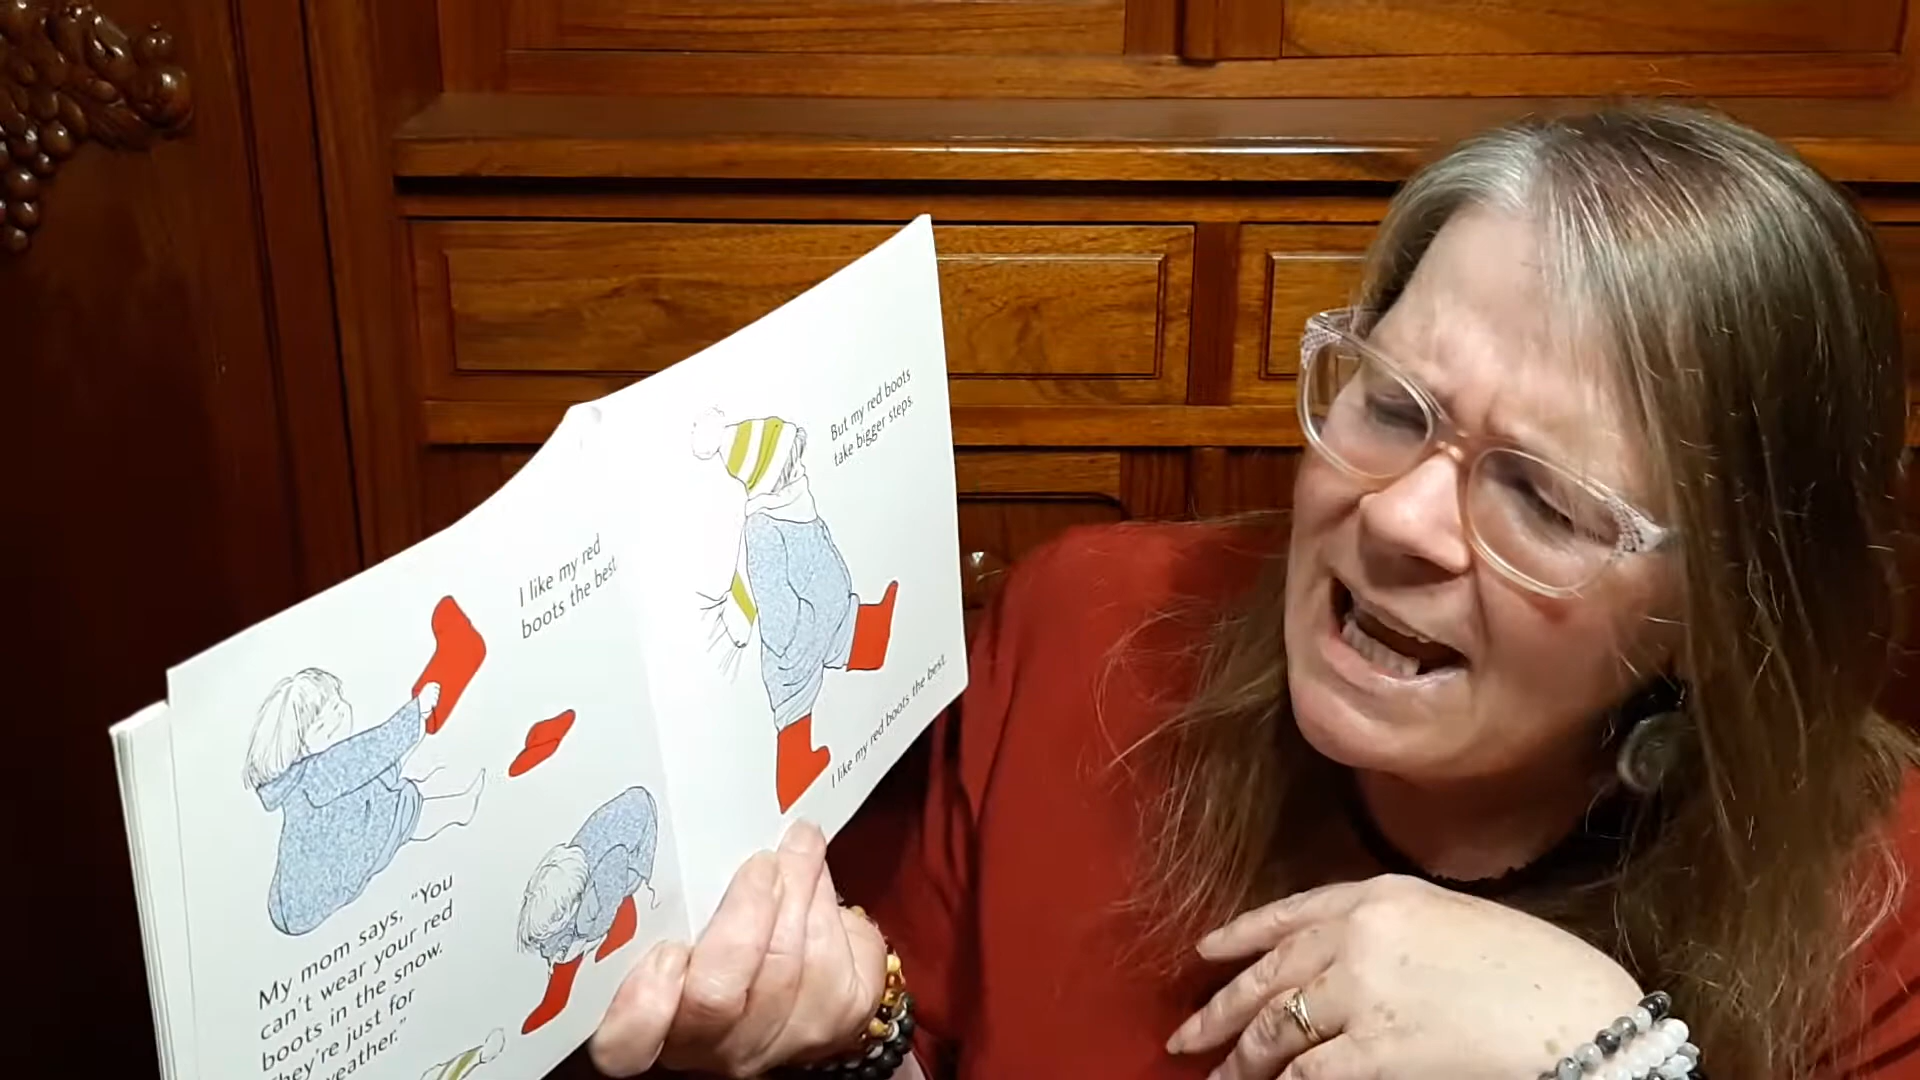 I like my red
boots the best.
My mom says, "You
can't wear your red
boots in the snow.
They're just for
weather."
But my red boots
take bigger steps.
I like my red boots the best.